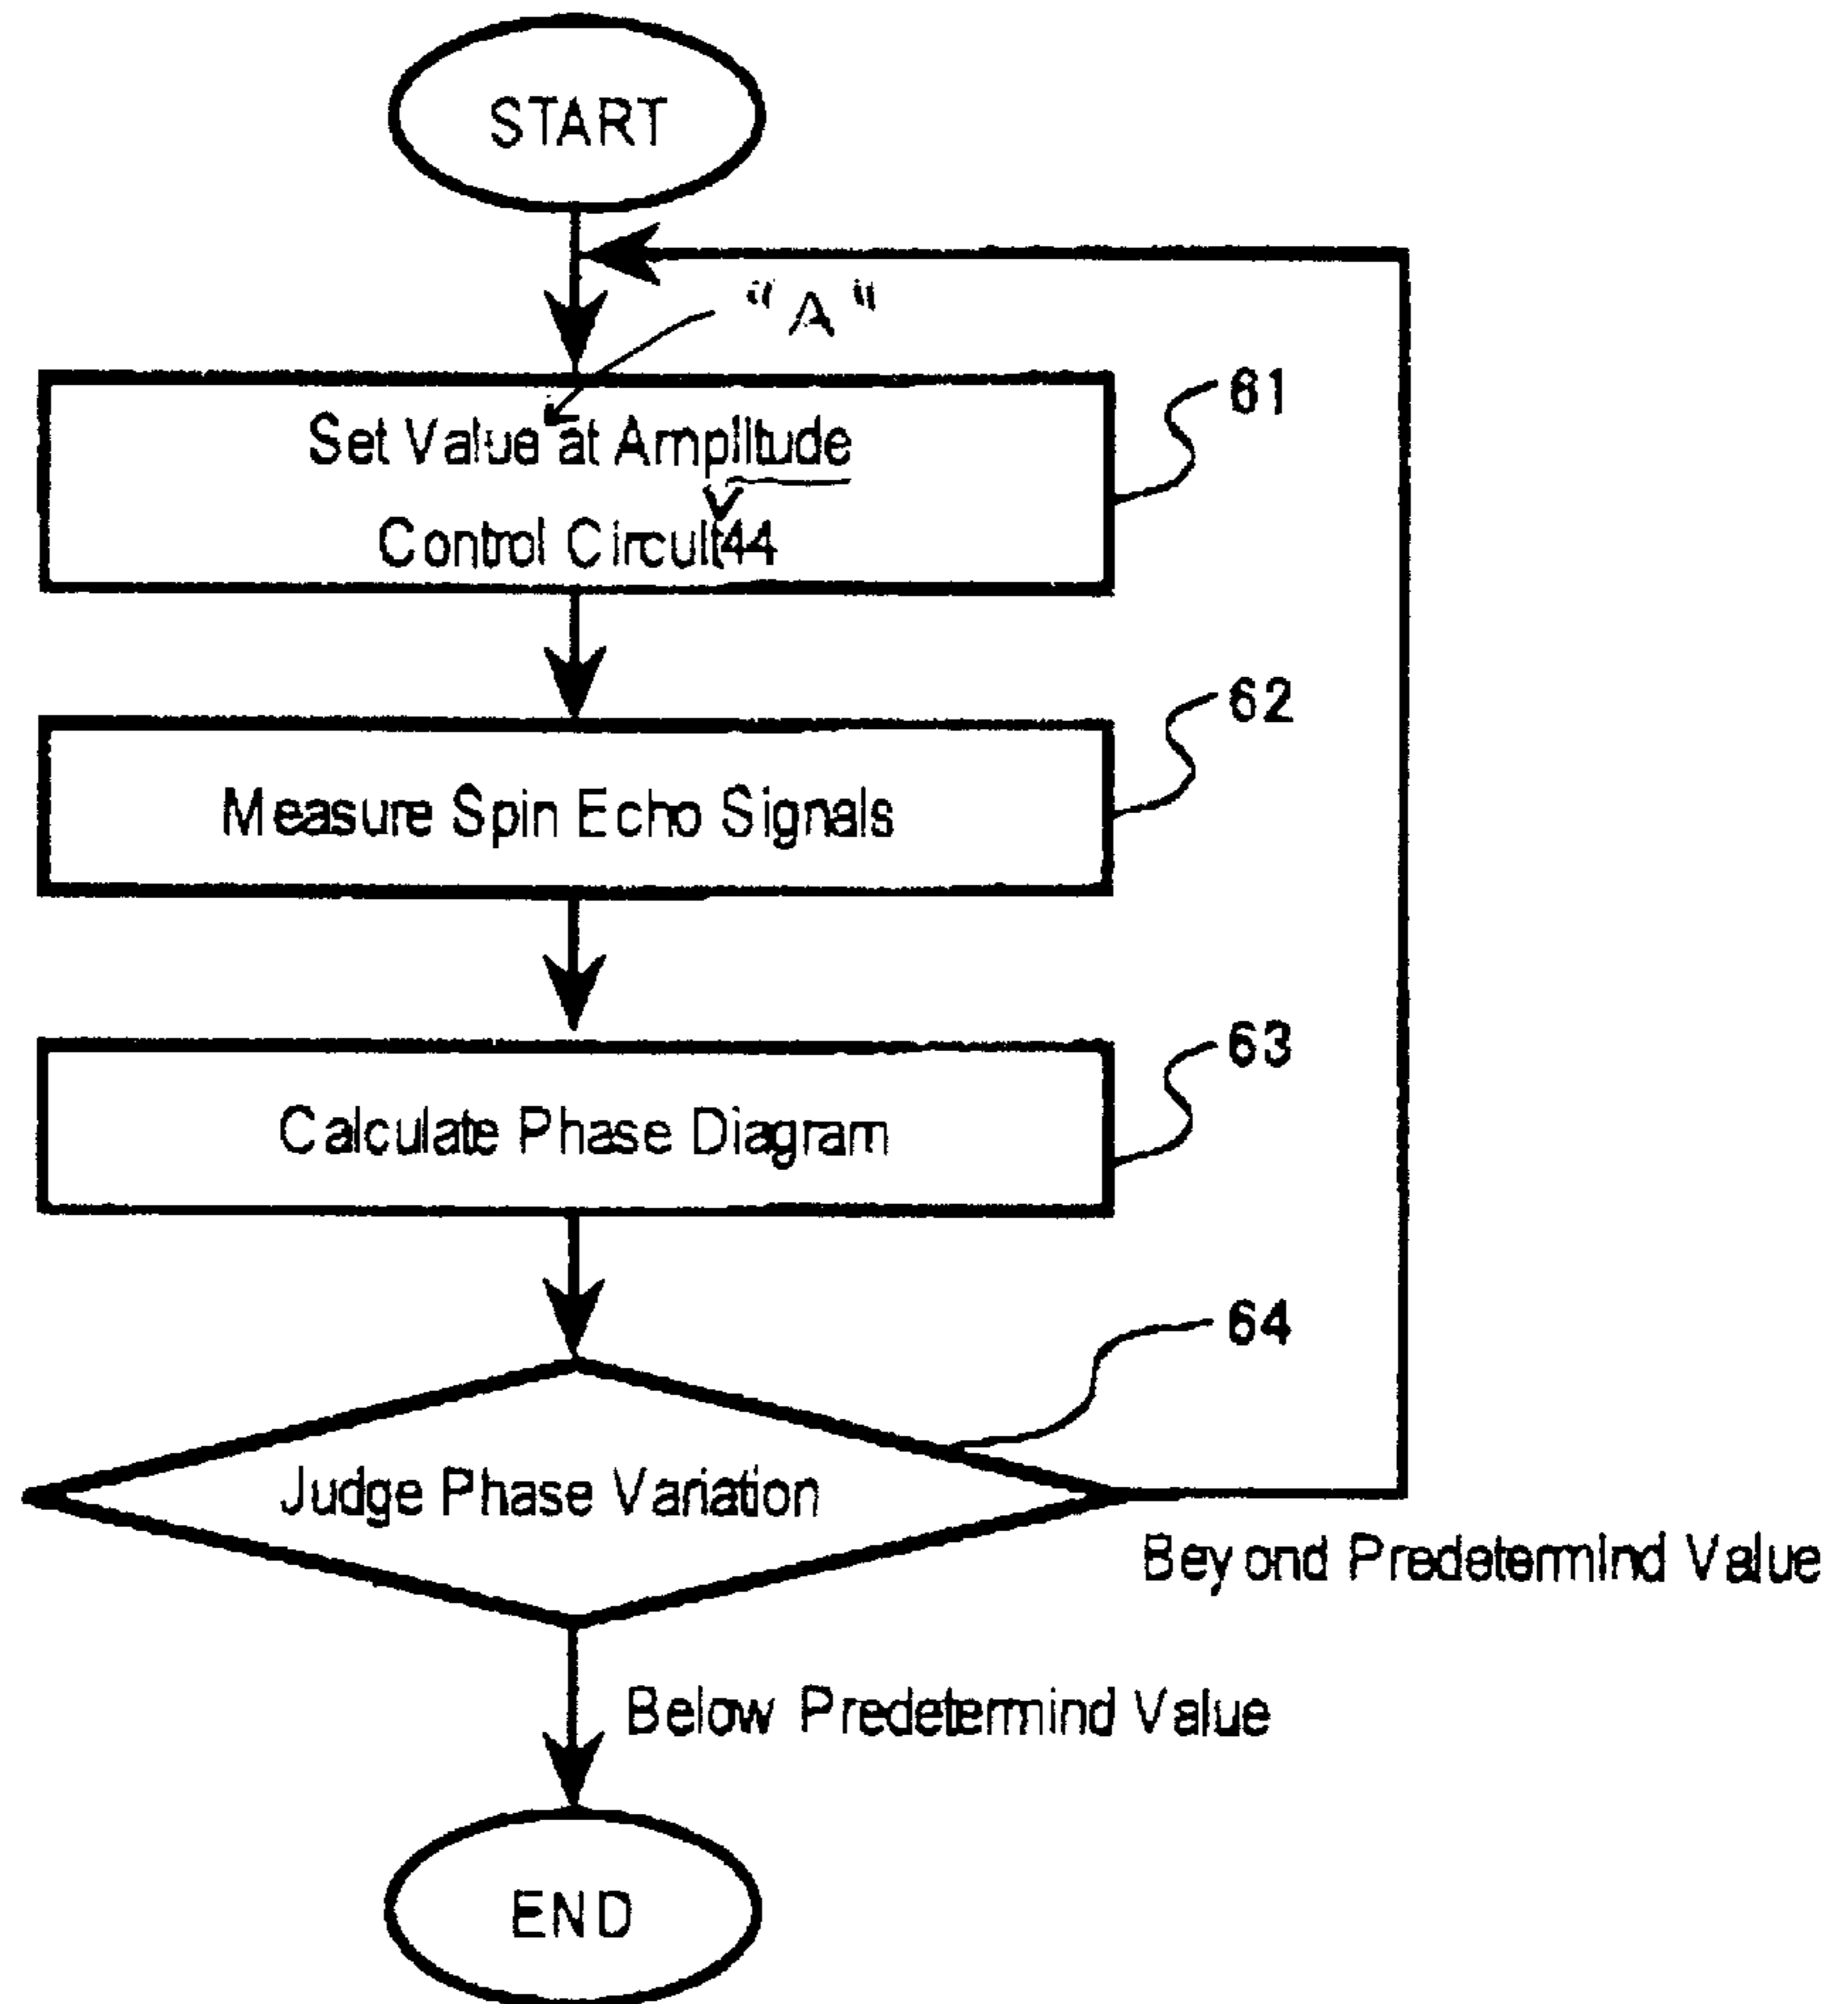 START
"A"
Set Value at Amplitude
Control Circuit44
61
Measure Spin Echo Signals
62
Calculate Phase Diagram
63
Judge Phase Variation
64
Beyond Predetermind Value
Below Predetermind Value
END